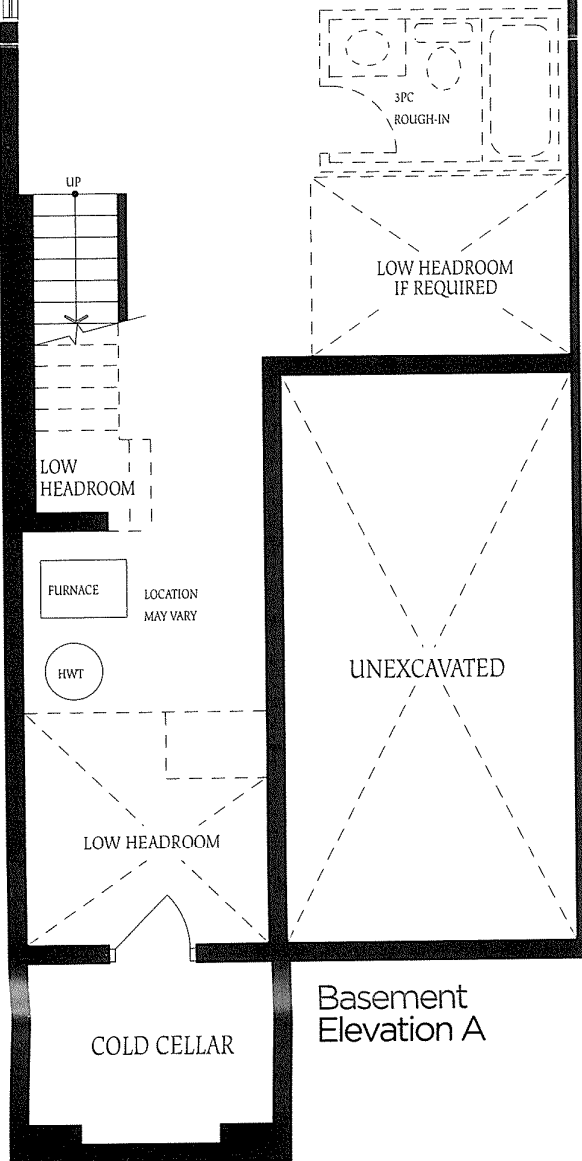 3PC
ROUGH-IN
UP
LOW HEADROOM
IF REQUIRED
LOW
HEADROOM
FURNACE
LOCATION
MAY VARY
HWT
UNEXCAVATED
LOW HEADROOM
COLD CELLAR
Basement
Elevation A